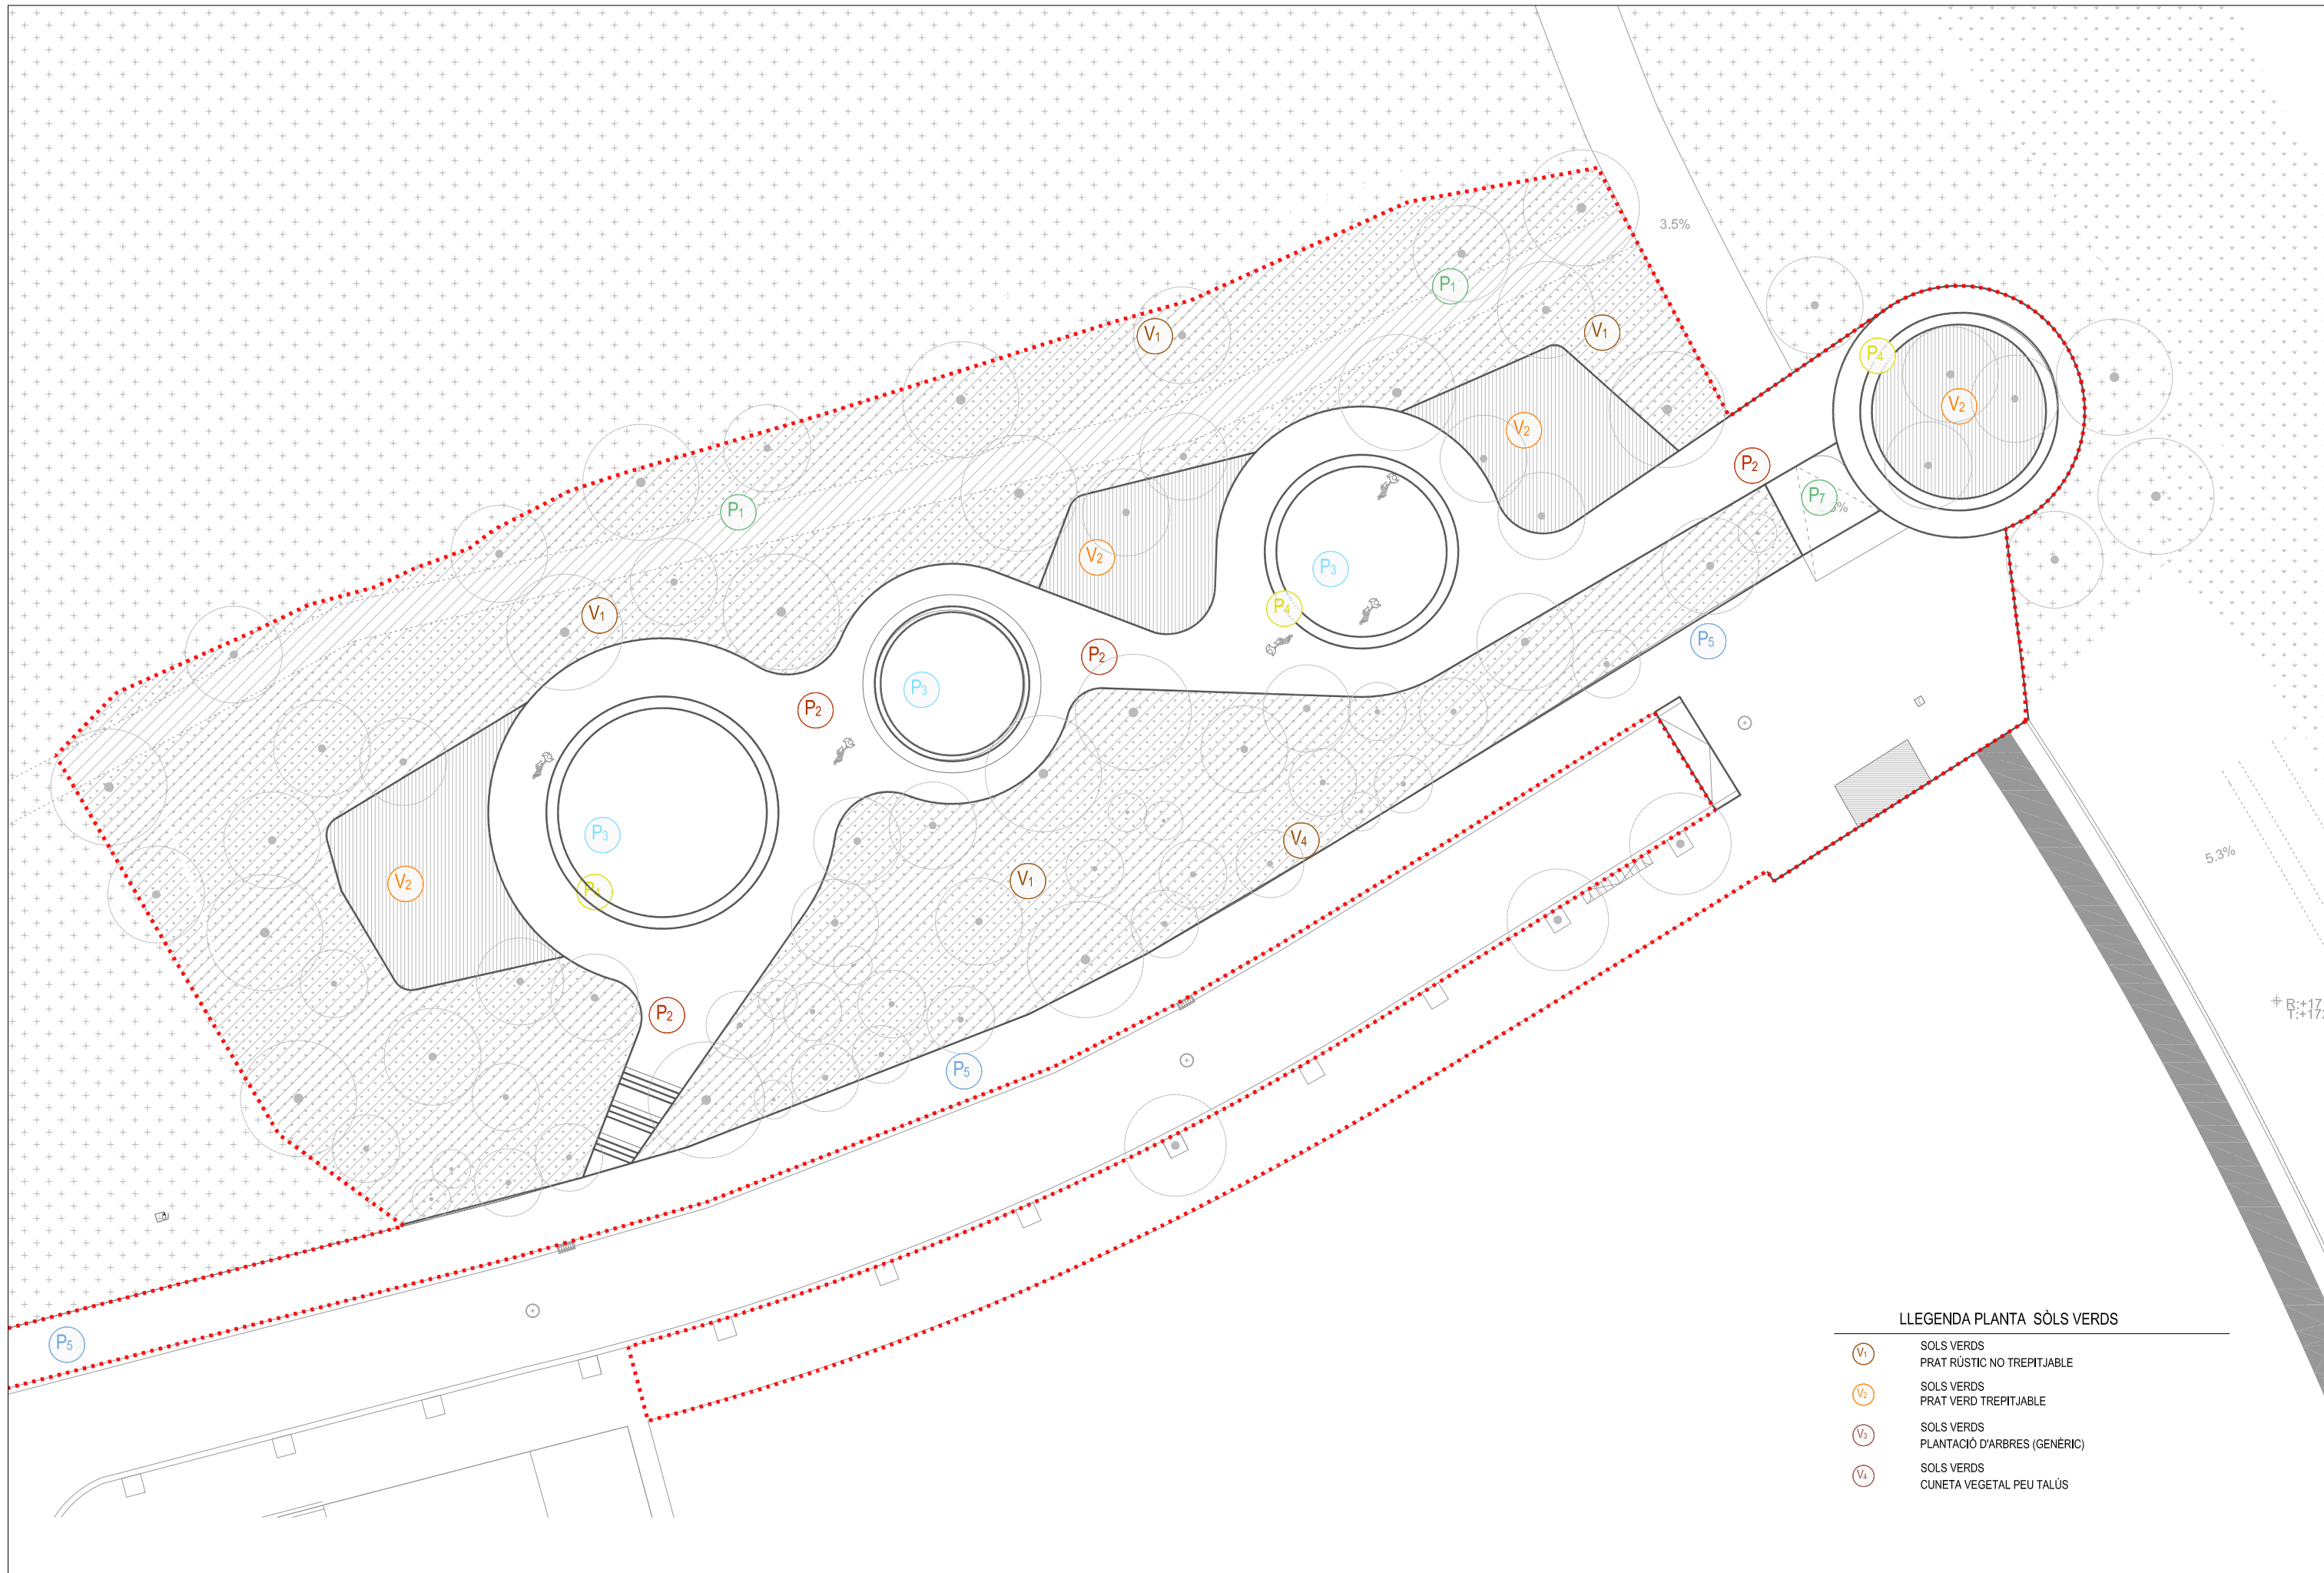 3.5%
P1
V1
V1
P4
V2
V2
P2
P1
P7
V2
P3
P4
V1
P5
P2
P3
P2
P3
V4
V1
V2
P4
5.3%
P2
P5
P5
LLEGENDA PLANTA SÒLS VERDS
V1 SOLS VERDS
PRAT RÚSTIC NO TREPITJABLE
V2 SOLS VERDS
PRAT VERD TREPITJABLE
V3 SOLS VERDS
PLANTACIÓ D'ARBRES (GENÈRIC)
V4 SOLS VERDS
CUNETA VEGETAL PEU TALÚS